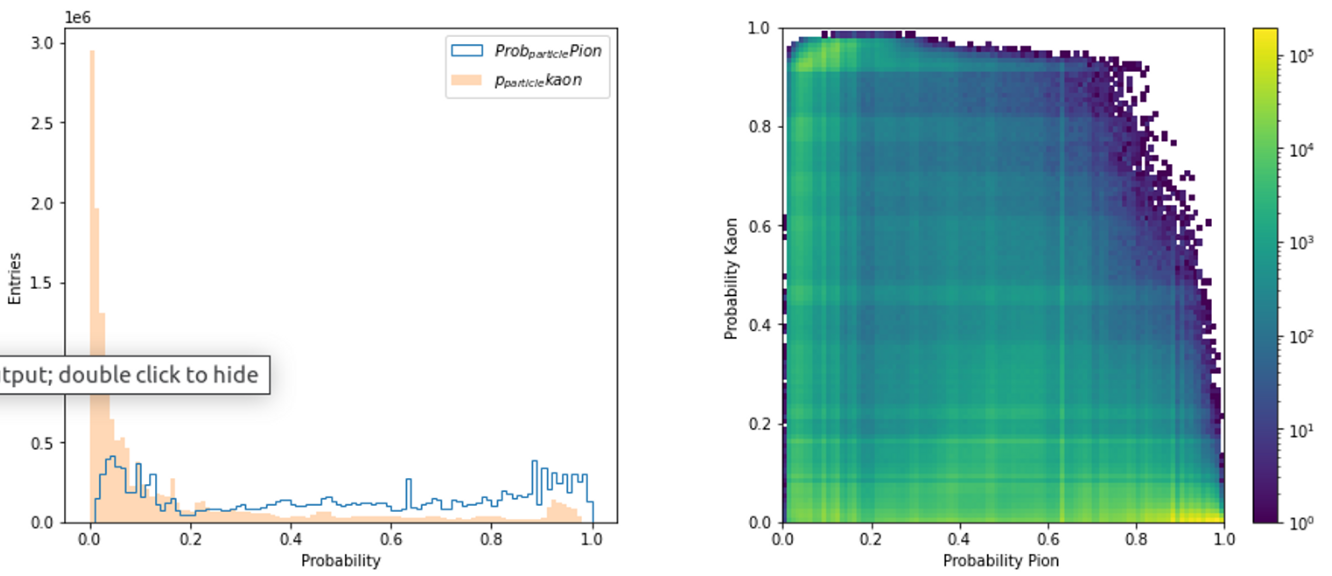 1e6
3.0
2.5
2.0
1.5
0.5
0.0
Entries
Prob_particle Pion
p_particle kaon
tput; double click to hide
0.0 0.2 0.4 0.6 0.8 1.0
Probability
1.0
0.8
0.6
0.4
0.2
0.0
Probability Kaon
0.0 0.2 0.4 0.6 0.8 1.0
Probability Pion
10^5
10^4
10^3
10^2
10^1
10^0